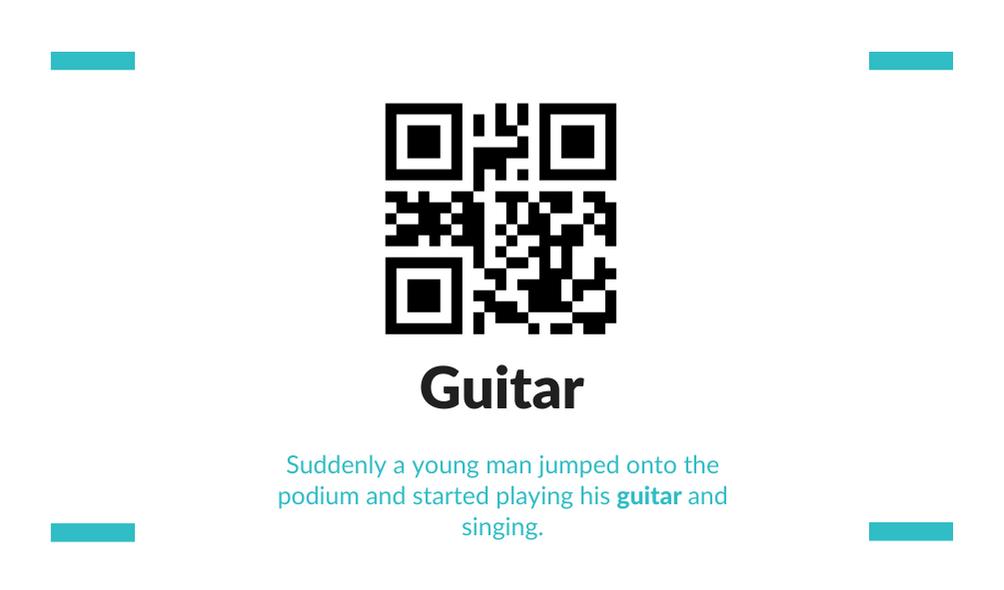 Guitar
Suddenly a young man jumped onto the
podium and started playing his guitar and
singing.